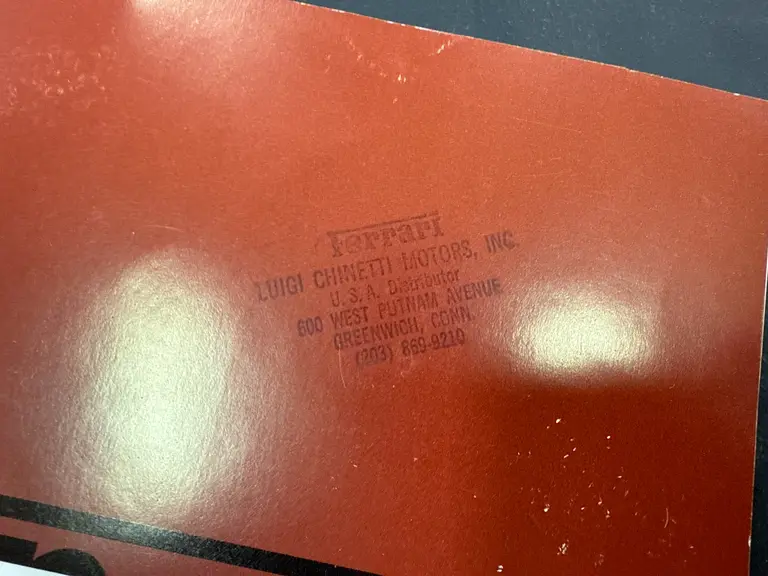 Ferrari
LUIGI CHINETTI MOTORS, INC.
U.S.A. Distributor
600 WEST PUTNAM AVENUE
GREENWICH, CONN.
(203) 869-9210